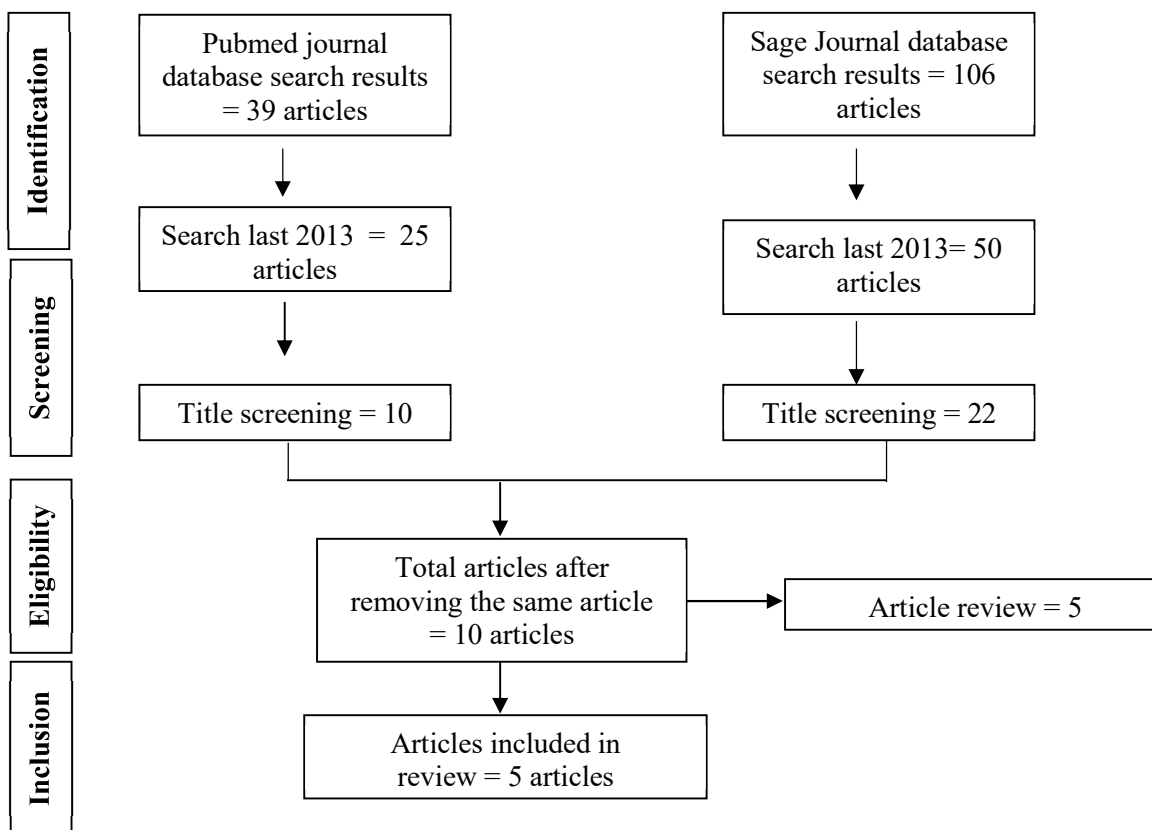 Identification
Pubmed journal
database search results
= 39 articles
Sage Journal database
search results = 106
articles
Search last 2013 = 25
articles
Search last 2013= 50
articles
Screening
Title screening = 10
Title screening = 22
Eligibility
Total articles after
removing the same article
= 10 articles
Article review = 5
Inclusion
Articles included in
review = 5 articles